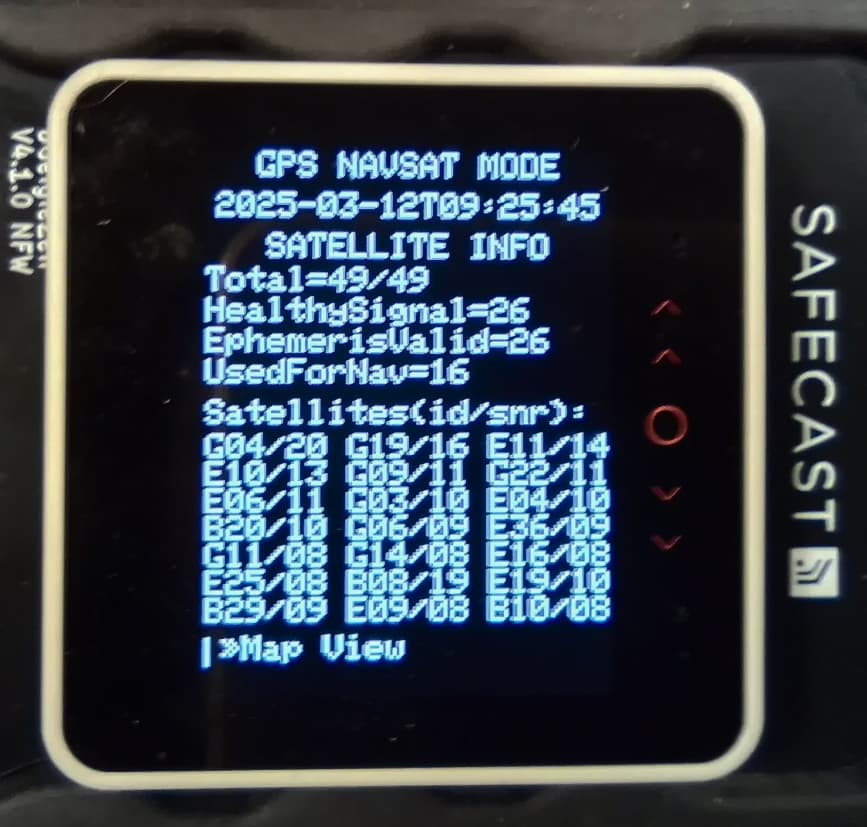 GPS NAVSAT MODE
2025-03-12T09:25:45
SATELLITE INFO
Total=49/49
HealthySignal=26
EphemerisValid=26
UsedForNav=16
Satellites(id/snr):
G04/20 G19/16 E11/14
E10/13 G09/11 G22/11
E06/11 G03/10 E04/10
B20/10 G06/09 E36/09
G11/08 G14/08 E16/08
E25/08 B08/19 E19/10
B29/09 E09/08 B10/08
|»Map View
SAFECAST
V4.1.0 NFW